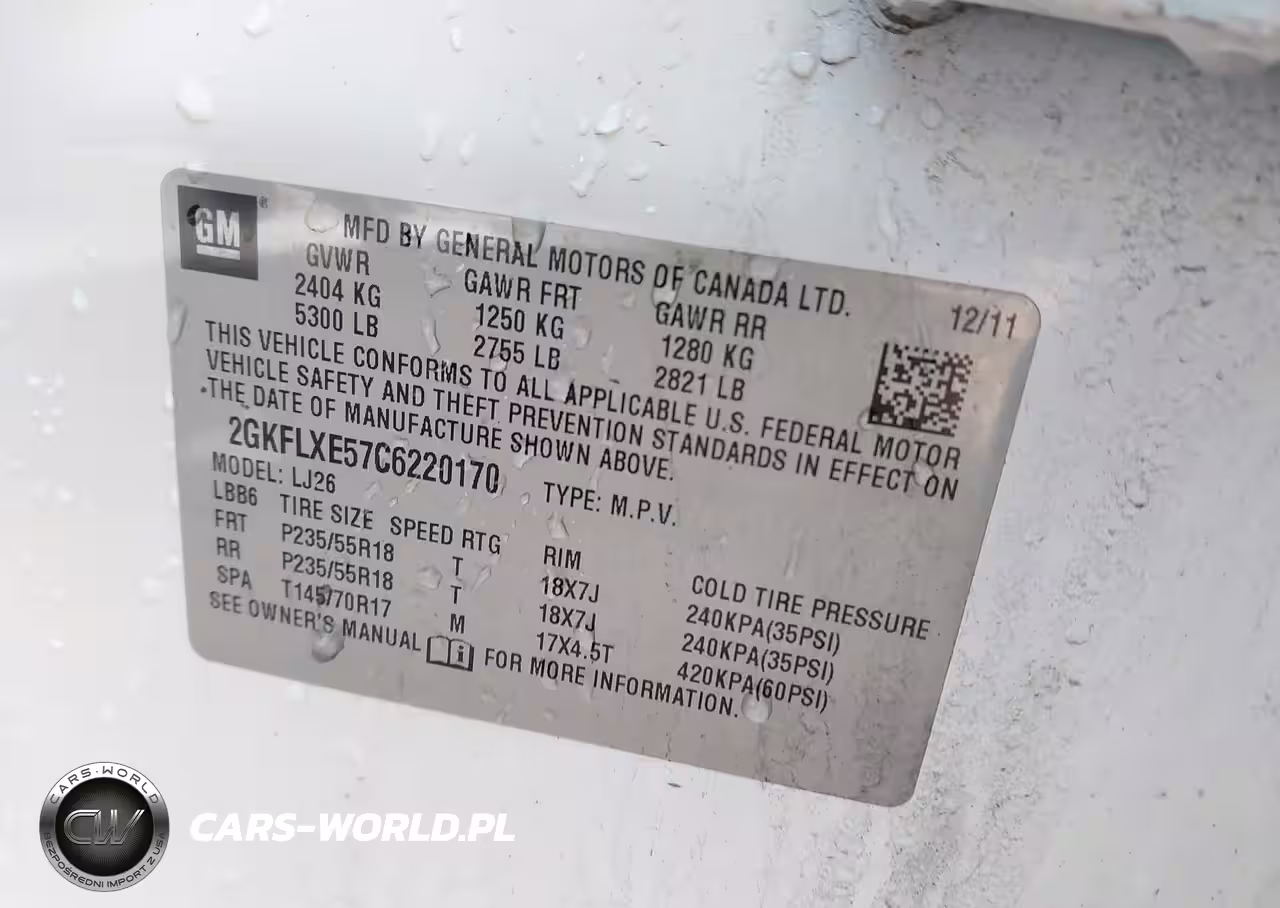 GM ®
MFD BY GENERAL MOTORS OF CANADA LTD.
GVWR GAWR FRT GAWR RR 12/11
2404 KG 1250 KG 1280 KG
5300 LB 2755 LB 2821 LB
THIS VEHICLE CONFORMS TO ALL APPLICABLE U.S. FEDERAL MOTOR
VEHICLE SAFETY AND THEFT PREVENTION STANDARDS IN EFFECT ON
THE DATE OF MANUFACTURE SHOWN ABOVE.
2GKFLXE57C6220170 TYPE: M.P.V.
MODEL: LJ26
LBB6 TIRE SIZE SPEED RTG RIM COLD TIRE PRESSURE
FRT P235/55R18 T 18X7J 240KPA(35PSI)
RR P235/55R18 T 18X7J 240KPA(35PSI)
SPA T145/70R17 M 17X4.5T 420KPA(60PSI)
SEE OWNER'S MANUAL i FOR MORE INFORMATION.
CARS-WORLD
CW
BEZPOŚREDNI IMPORT Z USA
CARS-WORLD.PL